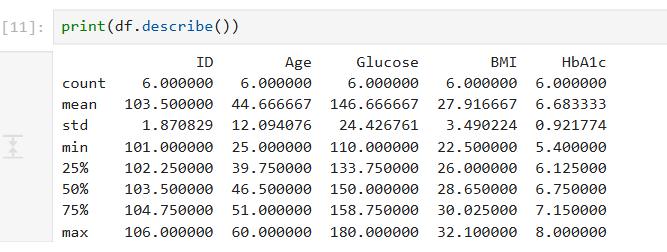 [11]: print(df.describe())
ID Age Glucose BMI HbA1c
count 6.000000 6.000000 6.000000 6.000000 6.000000
mean 103.500000 44.666667 146.666667 27.916667 6.683333
std 1.870829 12.094076 24.426761 3.490224 0.921774
min 101.000000 25.000000 110.000000 22.500000 5.400000
25% 102.250000 39.750000 133.750000 26.000000 6.125000
50% 103.500000 46.500000 150.000000 28.650000 6.750000
75% 104.750000 51.000000 158.750000 30.025000 7.150000
max 106.000000 60.000000 180.000000 32.100000 8.000000